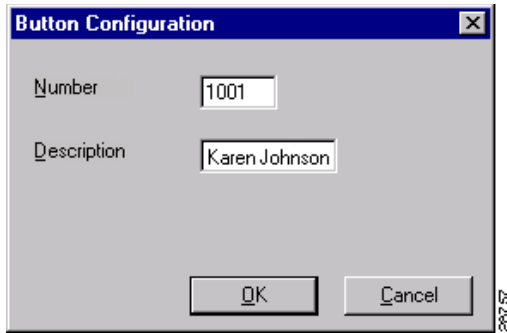 Button Configuration
Number 1001
Description Karen Johnson
OK Cancel